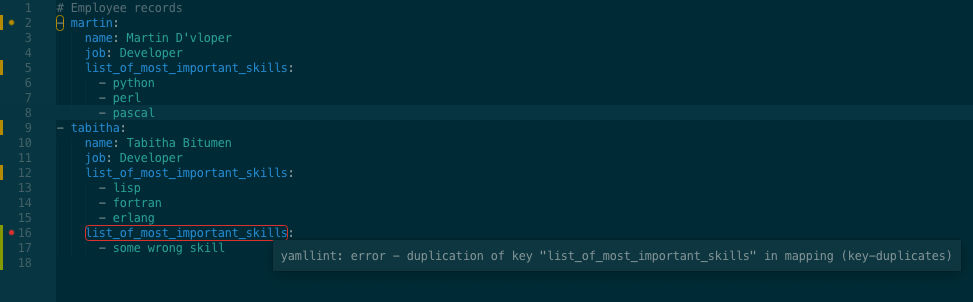 1 # Employee records
2 - martin:
3     name: Martin D'vloper
4     job: Developer
5     list_of_most_important_skills:
6       - python
7       - perl
8       - pascal
9 - tabitha:
10     name: Tabitha Bitumen
11     job: Developer
12     list_of_most_important_skills:
13       - lisp
14       - fortran
15       - erlang
16     list_of_most_important_skills:
17       - some wrong skill
yamllint: error - duplication of key "list_of_most_important_skills" in mapping (key-duplicates)
18